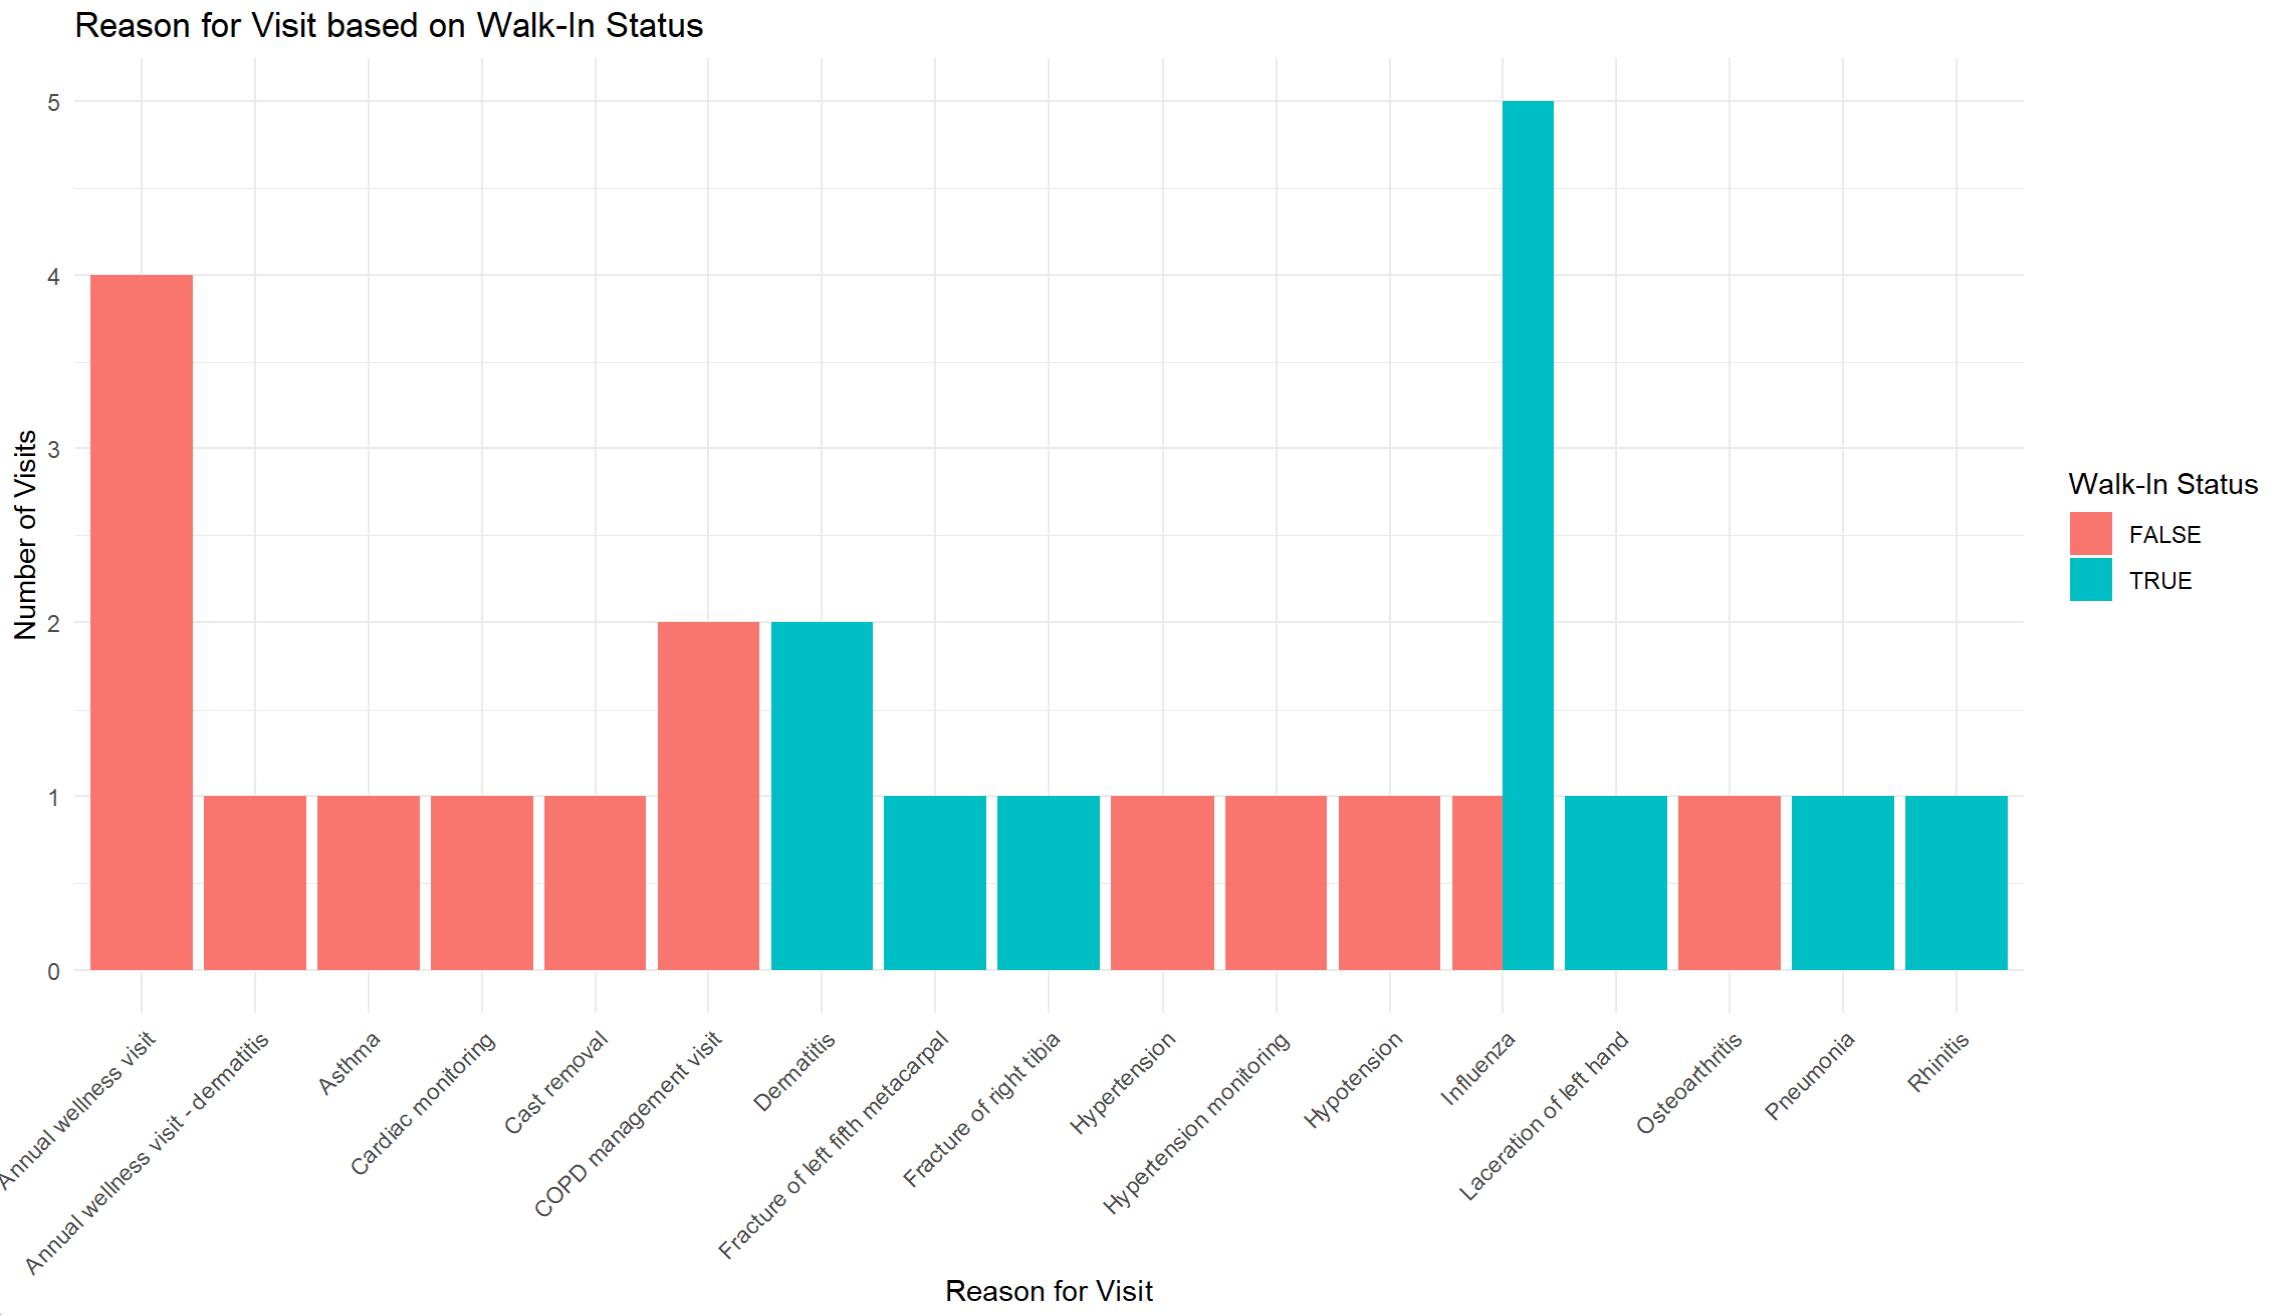 Reason for Visit based on Walk-In Status
Number of Visits
5
4
3
2
1
0
Annual wellness visit
Annual wellness visit - dermatitis
Asthma
Cardiac monitoring
Cast removal
COPD management visit
Dermatitis
Fracture of left fifth metacarpal
Fracture of right tibia
Hypertension
Hypertension monitoring
Hypotension
Influenza
Laceration of left hand
Osteoarthritis
Pneumonia
Rhinitis
Reason for Visit
Walk-In Status
FALSE
TRUE